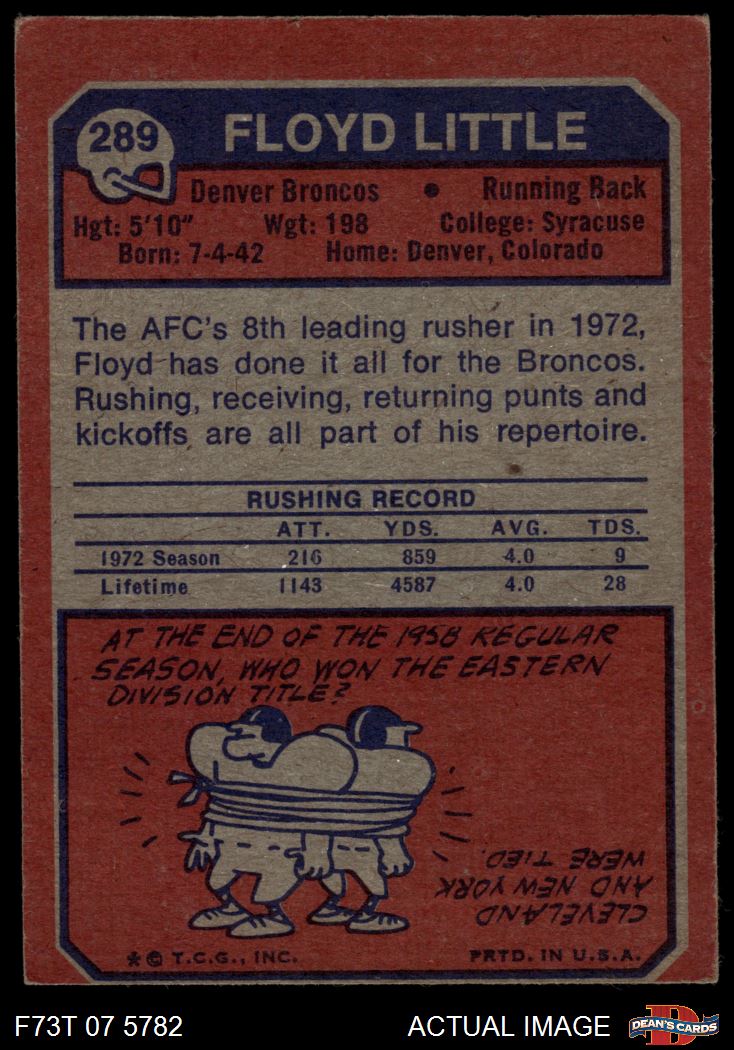 289 FLOYD LITTLE
Denver Broncos • Running Back
Hgt: 5'10" Wgt: 198 College: Syracuse
Born: 7-4-42 Home: Denver, Colorado
The AFC's 8th leading rusher in 1972,
Floyd has done it all for the Broncos.
Rushing, receiving, returning punts and
kickoffs are all part of his repertoire.
RUSHING RECORD
ATT. YDS. AVG. TDS.
1972 Season 216 859 4.0 9
Lifetime 1143 4587 4.0 28
AT THE END OF THE 1958 REGULAR
SEASON, WHO WON THE EASTERN
DIVISION TITLE?
CLEVELAND
AND NEW YORK
WERE TIED.
* © T.C.G., INC. PRTD. IN U.S.A.
F73T 07 5782 ACTUAL IMAGE D DEAN'S CARDS